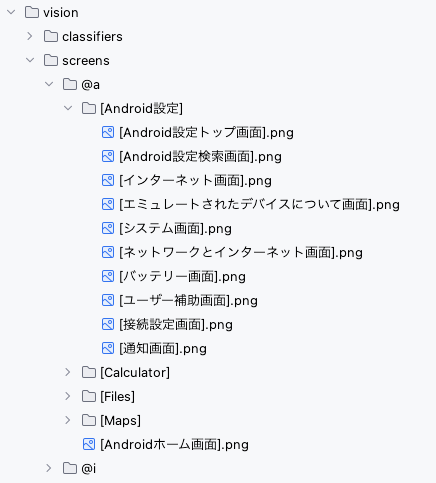 vision
classifiers
screens
@a
[Android設定]
[Android設定トップ画面].png
[Android設定検索画面].png
[インターネット画面].png
[エミュレートされたデバイスについて画面].png
[システム画面].png
[ネットワークとインターネット画面].png
[バッテリー画面].png
[ユーザー補助画面].png
[接続設定画面].png
[通知画面].png
[Calculator]
[Files]
[Maps]
[Androidホーム画面].png
@i